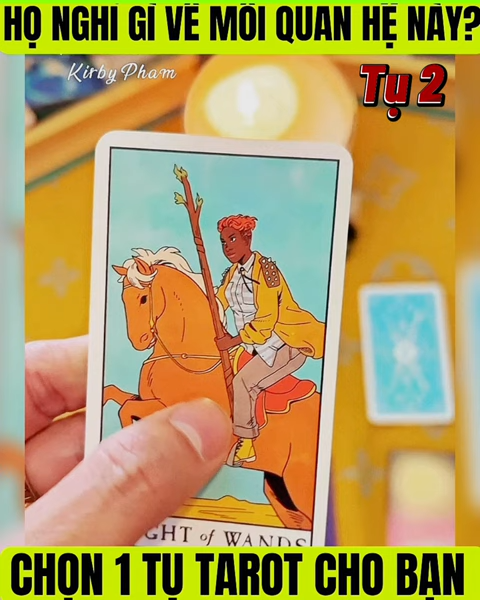 HỌ NGHĨ GÌ VỀ MỐI QUAN HỆ NÀY?
Kirby Pham
Tụ 2
GHT of WANDS
CHỌN 1 TỤ TAROT CHO BẠN